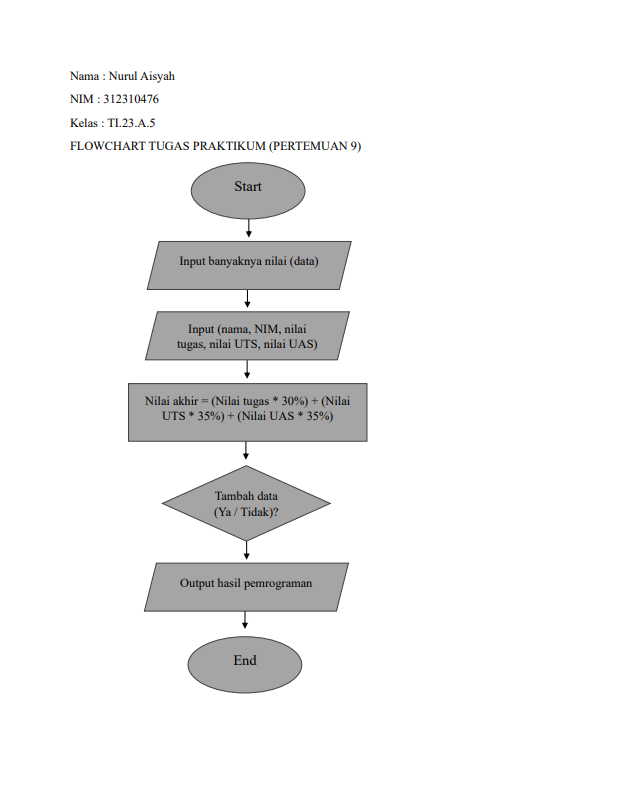 Nama : Nurul Aisyah
NIM : 312310476
Kelas : TI.23.A.5
FLOWCHART TUGAS PRAKTIKUM (PERTEMUAN 9)
Start
Input banyaknya nilai (data)
Input (nama, NIM, nilai
tugas, nilai UTS, nilai UAS)
Nilai akhir = (Nilai tugas * 30%) + (Nilai
UTS * 35%) + (Nilai UAS * 35%)
Tambah data
(Ya / Tidak)?
Output hasil pemrograman
End